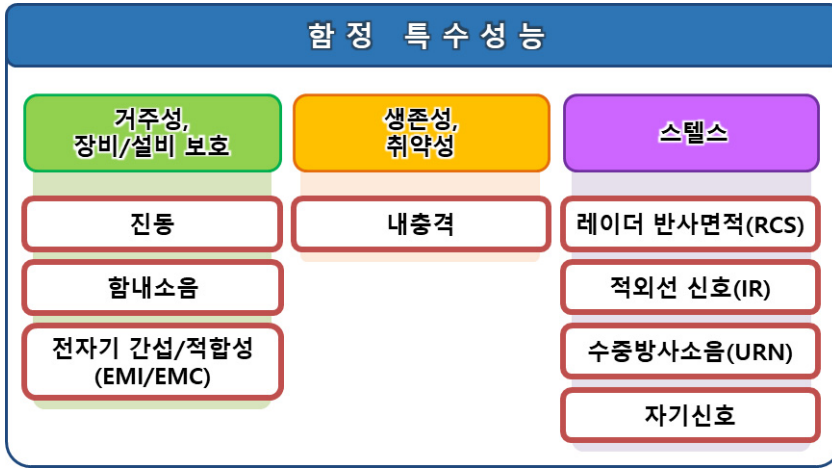 함정 특수성능
거주성,
장비/설비 보호
진동
함내소음
전자기 간섭/적합성
(EMI/EMC)
생존성,
취약성
내충격
스텔스
레이더 반사면적(RCS)
적외선 신호(IR)
수중방사소음(URN)
자기신호